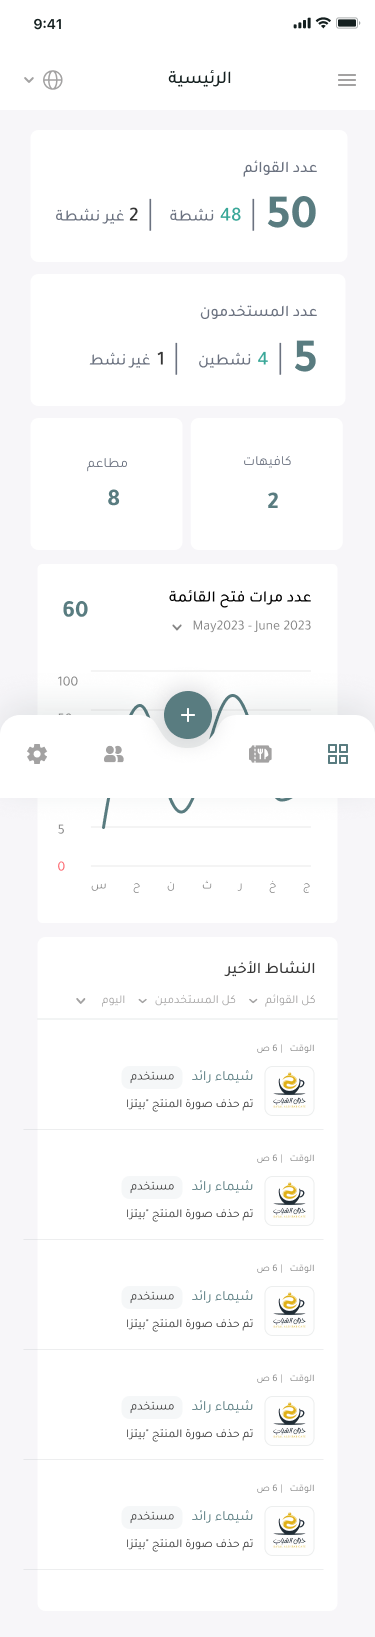 9:41
الرئيسية
عدد القوائم
50 | 48 نشطة | 2 غير نشطة
عدد المستخدمون
5 | 4 نشطين | 1 غير نشط
كافيهات
2
مطاعم
8
عدد مرات فتح القائمة
60
May2023 - June 2023
100
5
0
ج خ ر ث ن ح س
النشاط الأخير
كل القوائم كل المستخدمين اليوم
الوقت | 6 ص
شيماء رائد مستخدم
تم حذف صورة المنتج "بيتزا
الوقت | 6 ص
شيماء رائد مستخدم
تم حذف صورة المنتج "بيتزا
الوقت | 6 ص
شيماء رائد مستخدم
تم حذف صورة المنتج "بيتزا
الوقت | 6 ص
شيماء رائد مستخدم
تم حذف صورة المنتج "بيتزا
الوقت | 6 ص
شيماء رائد مستخدم
تم حذف صورة المنتج "بيتزا